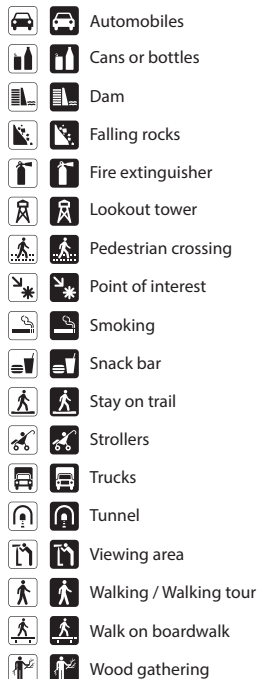 Automobiles
Cans or bottles
Dam
Falling rocks
Fire extinguisher
Lookout tower
Pedestrian crossing
Point of interest
Smoking
Snack bar
Stay on trail
Strollers
Trucks
Tunnel
Viewing area
Walking / Walking tour
Walk on boardwalk
Wood gathering